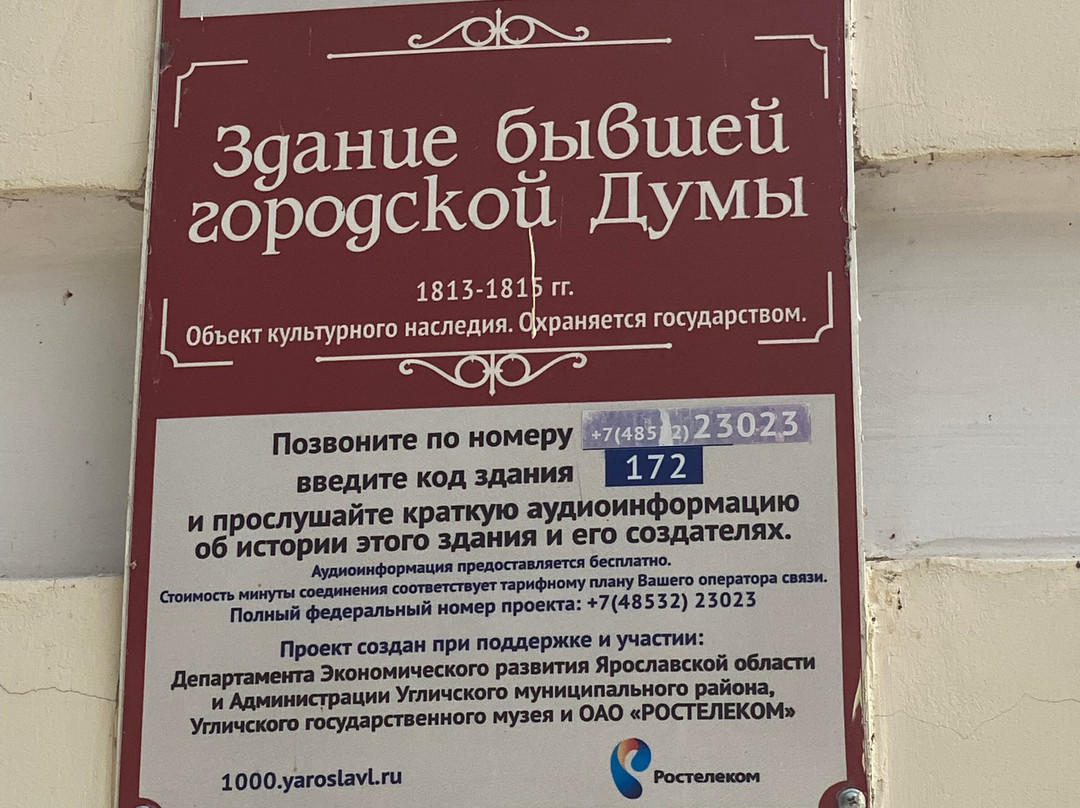 Здание бывшей
городской Думы
1813-1815 гг.
Объект культурного наследия. Охраняется государством.
Позвоните по номеру +7(48532) 23023
введите код здания 172
и прослушайте краткую аудиоинформацию
об истории этого здания и его создателях.
Аудиоинформация предоставляется бесплатно.
Стоимость минуты соединения соответствует тарифному плану Вашего оператора связи.
Полный федеральный номер проекта: +7(48532) 23023
Проект создан при поддержке и участии:
Департамента Экономического развития Ярославской области
и Администрации Угличского муниципального района,
Угличского государственного музея и ОАО «РОСТЕЛЕКОМ»
1000.yaroslavl.ru Ростелеком